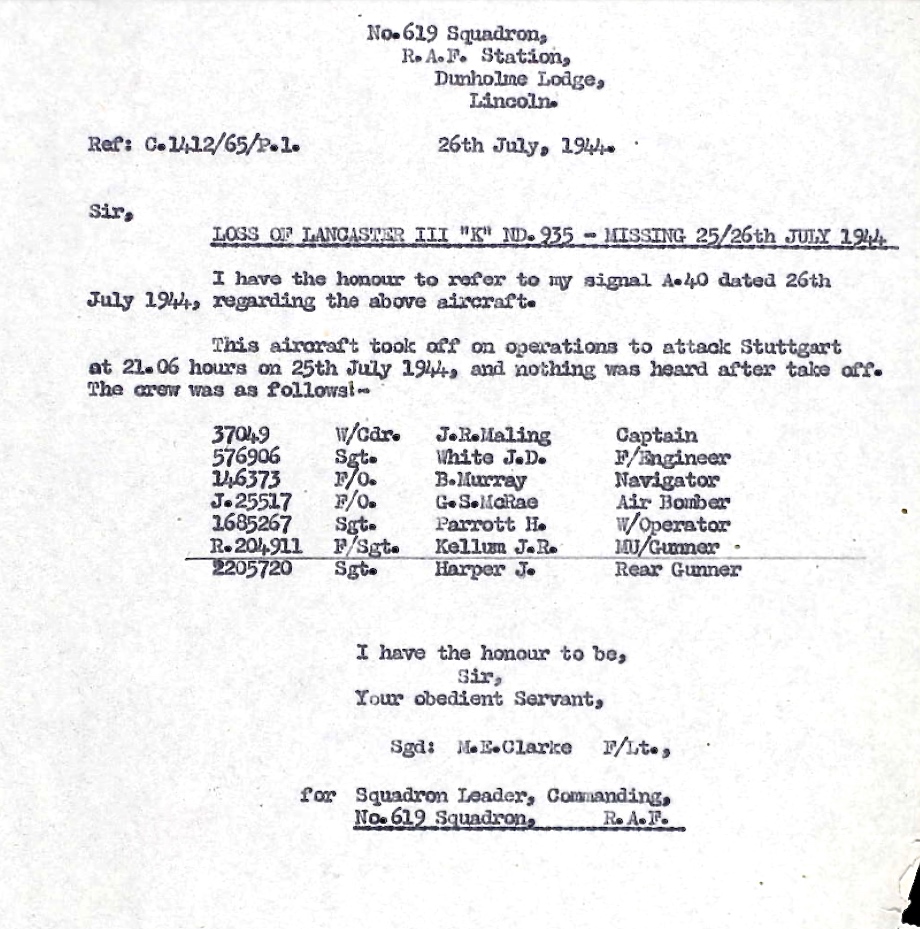 No.619 Squadron,
R.A.F. Station,
Dunholme Lodge,
Lincoln.
Ref: C.1412/65/P.1. 26th July, 1944.
Sir,
LOSS OF LANCASTER III "K" ND.935 - MISSING 25/26th JULY 1944
I have the honour to refer to my signal A.40 dated 26th
July 1944, regarding the above aircraft.
This aircraft took off on operations to attack Stuttgart
at 21.06 hours on 25th July 1944, and nothing was heard after take off.
The crew was as follows:-
37049 W/Cdr. J.R.Maling Captain
576906 Sgt. White J.D. F/Engineer
146373 F/O. B.Murray Navigator
J.25517 F/O. G.S.McRae Air Bomber
1685267 Sgt. Parrott H. W/Operator
R.204911 F/Sgt. Kellum J.R. MU/Gunner
2205720 Sgt. Harper J. Rear Gunner
I have the honour to be,
Sir,
Your obedient Servant,
Sgd: M.E.Clarke F/Lt.,
for Squadron Leader, Commanding,
No.619 Squadron, R.A.F.